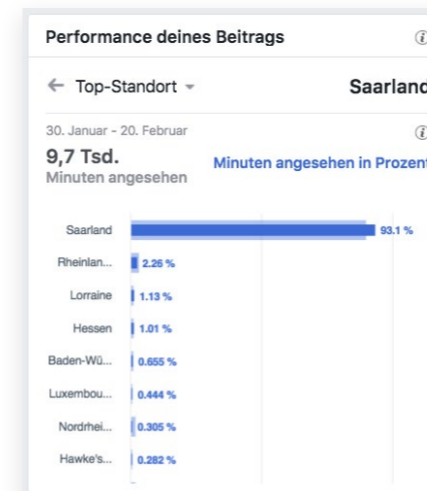 Performance deines Beitrags
← Top-Standort
Saarland
30. Januar - 20. Februar
9,7 Tsd.
Minuten angesehen in Prozent
Minuten angesehen
Saarland 93.1 %
Rheinlan... 2.26 %
Lorraine 1.13 %
Hessen 1.01 %
Baden-Wü... 0.655 %
Luxembou... 0.444 %
Nordrhei... 0.305 %
Hawke's... 0.282 %